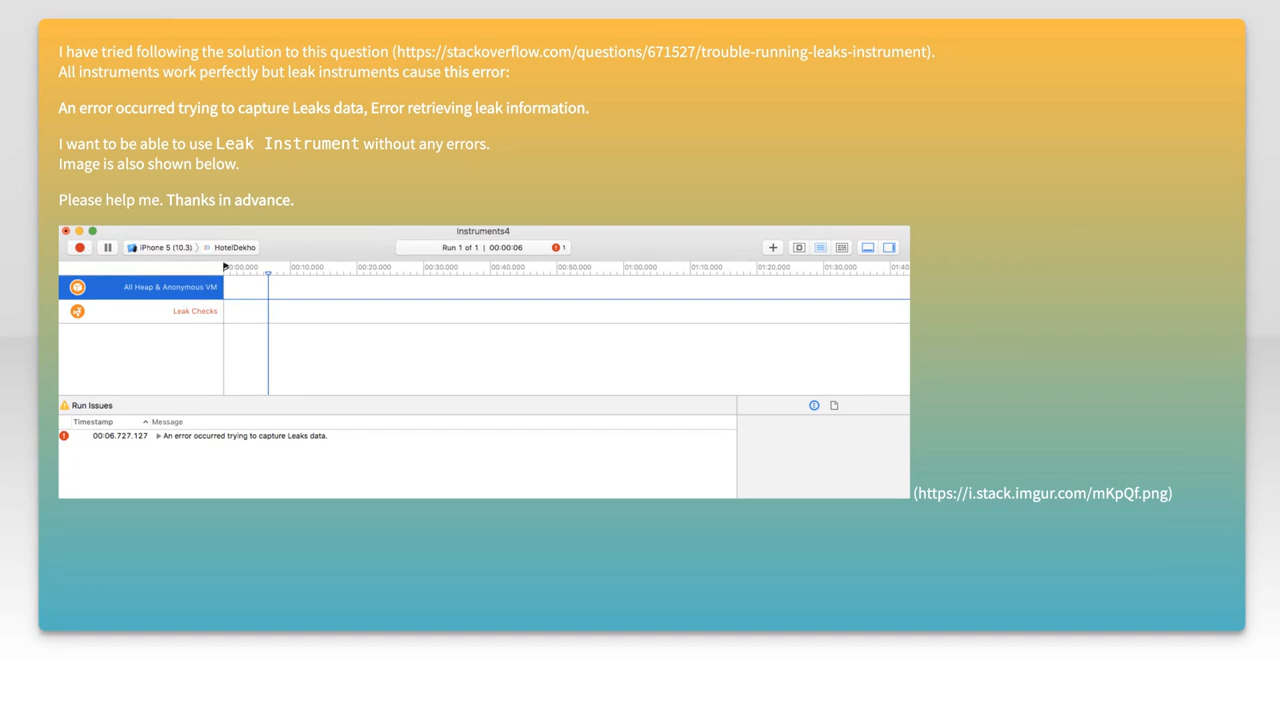 I have tried following the solution to this question (https://stackoverflow.com/questions/671527/trouble-running-leaks-instrument).
All instruments work perfectly but leak instruments cause this error:
An error occurred trying to capture Leaks data, Error retrieving leak information.
I want to be able to use Leak Instrument without any errors.
Image is also shown below.
Please help me. Thanks in advance.
Instruments4
iPhone 5 (10.3) HotelDekho Run 1 of 1 | 00:00:06 1
00:00.000 00:10.000 00:20.000 00:30.000 00:40.000 00:50.000 01:00.000 01:10.000 01:20.000 01:30.000 01:40
All Heap & Anonymous VM
Leak Checks
Run Issues
Timestamp Message
00:06.727.127 An error occurred trying to capture Leaks data.
(https://i.stack.imgur.com/mKpQf.png)